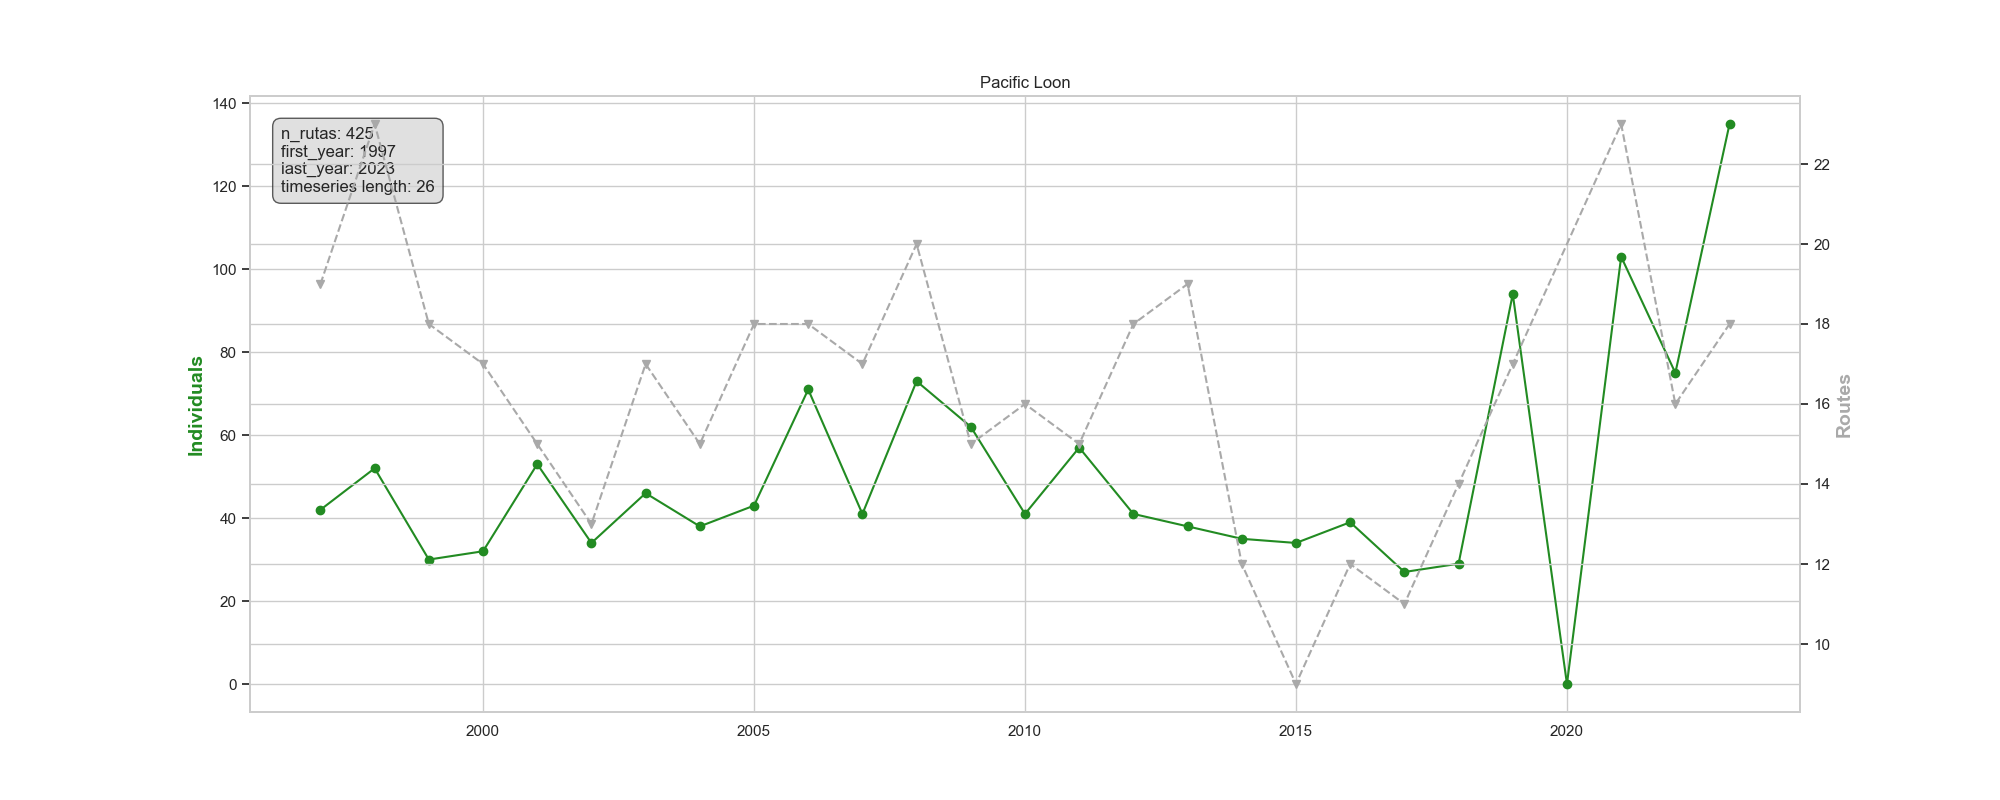 Pacific Loon
n_rutas: 425
first_year: 1997
last_year: 2023
timeseries length: 26
Individuals
140
120
100
80
60
40
20
0
22
20
18
16
14
12
10
Routes
2000
2005
2010
2015
2020